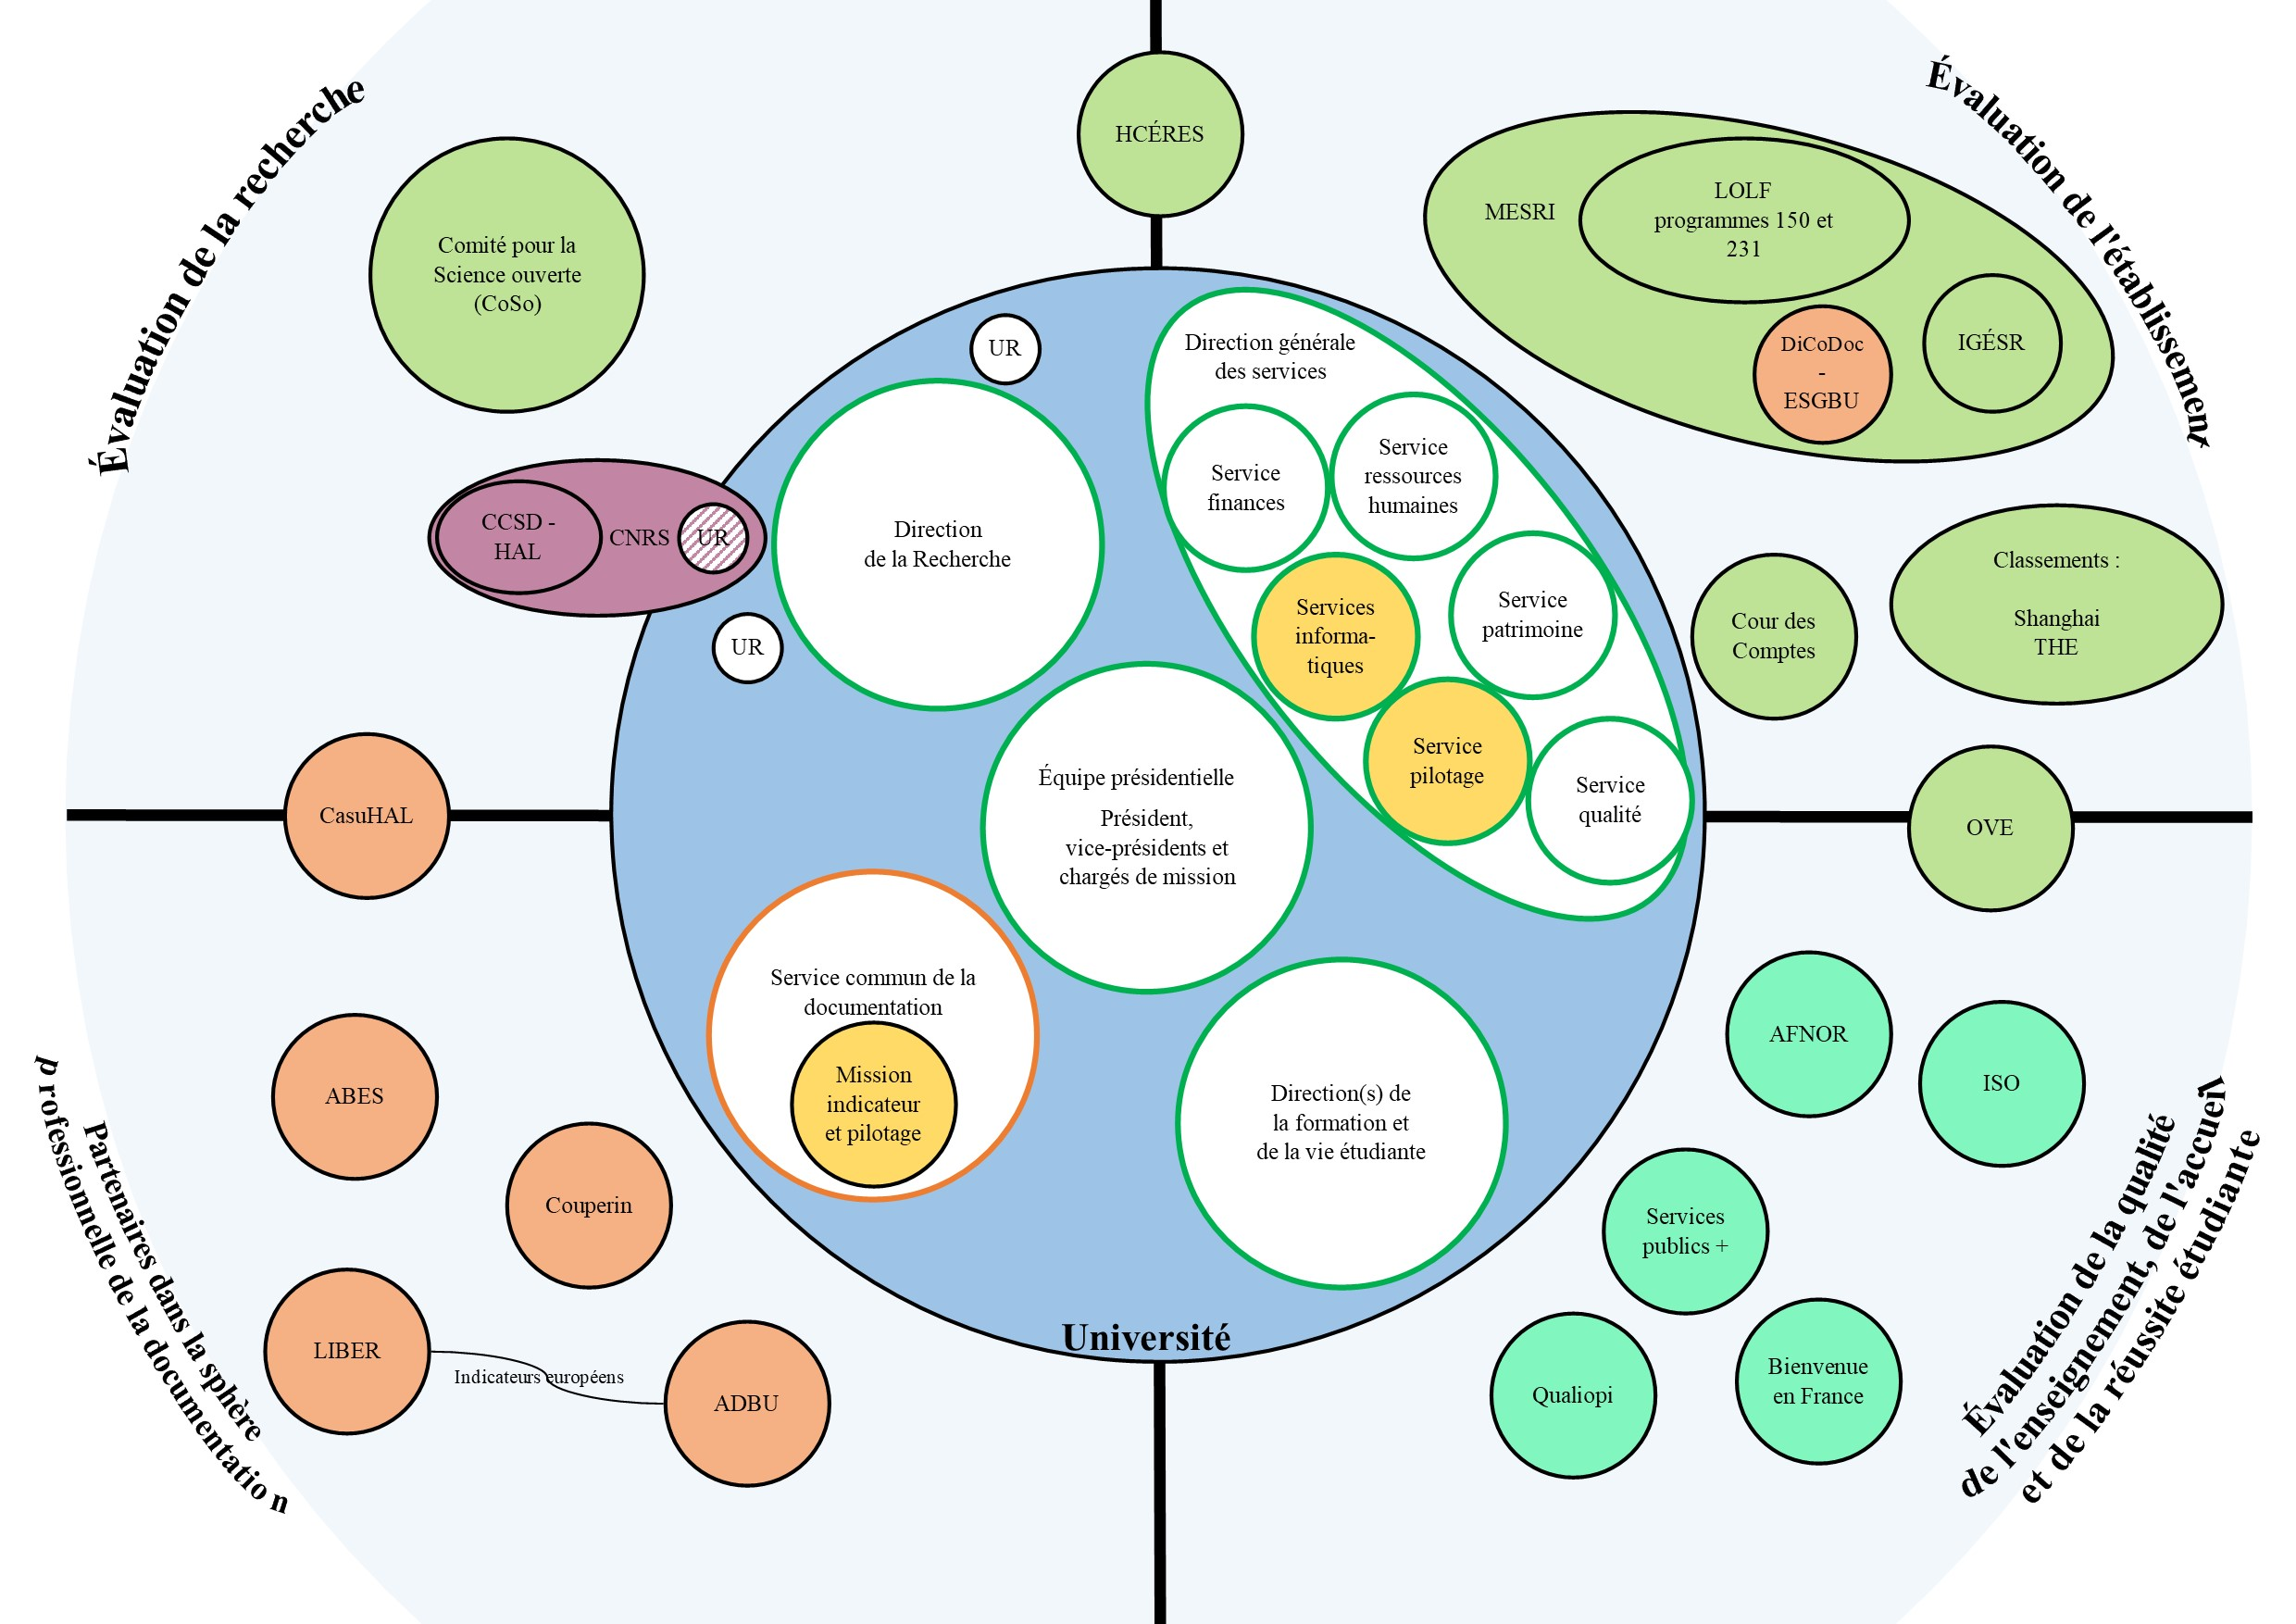 Évaluation de la recherche
Évaluation de l'établissement
HCÉRES
Comité pour la
Science ouverte
(CoSo)
MESRI
LOLF
programmes 150 et
231
DiCoDoc
-
ESGBU
IGÉSR
UR
Direction générale
des services
Service
finances
Service
ressources
humaines
CCSD -
HAL
CNRS
UR
Direction
de la Recherche
Services
informa-
tiques
Service
patrimoine
Cour des
Comptes
Classements :
Shanghai
THE
UR
Service
pilotage
Service
qualité
Équipe présidentielle
Président,
vice-présidents et
chargés de mission
CasuHAL
OVE
Service commun de la
documentation
Mission
indicateur
et pilotage
Direction(s) de
la formation et
de la vie étudiante
AFNOR
ISO
ABES
Couperin
Services
publics +
LIBER
Indicateurs européens
ADBU
Qualiopi
Bienvenue
en France
Université
Partenaires dans la sphère
p rofessionnelle de la documentatio n
Évaluation de la qualité
de l'enseignement, de l'accueil
et de la réussite étudiante